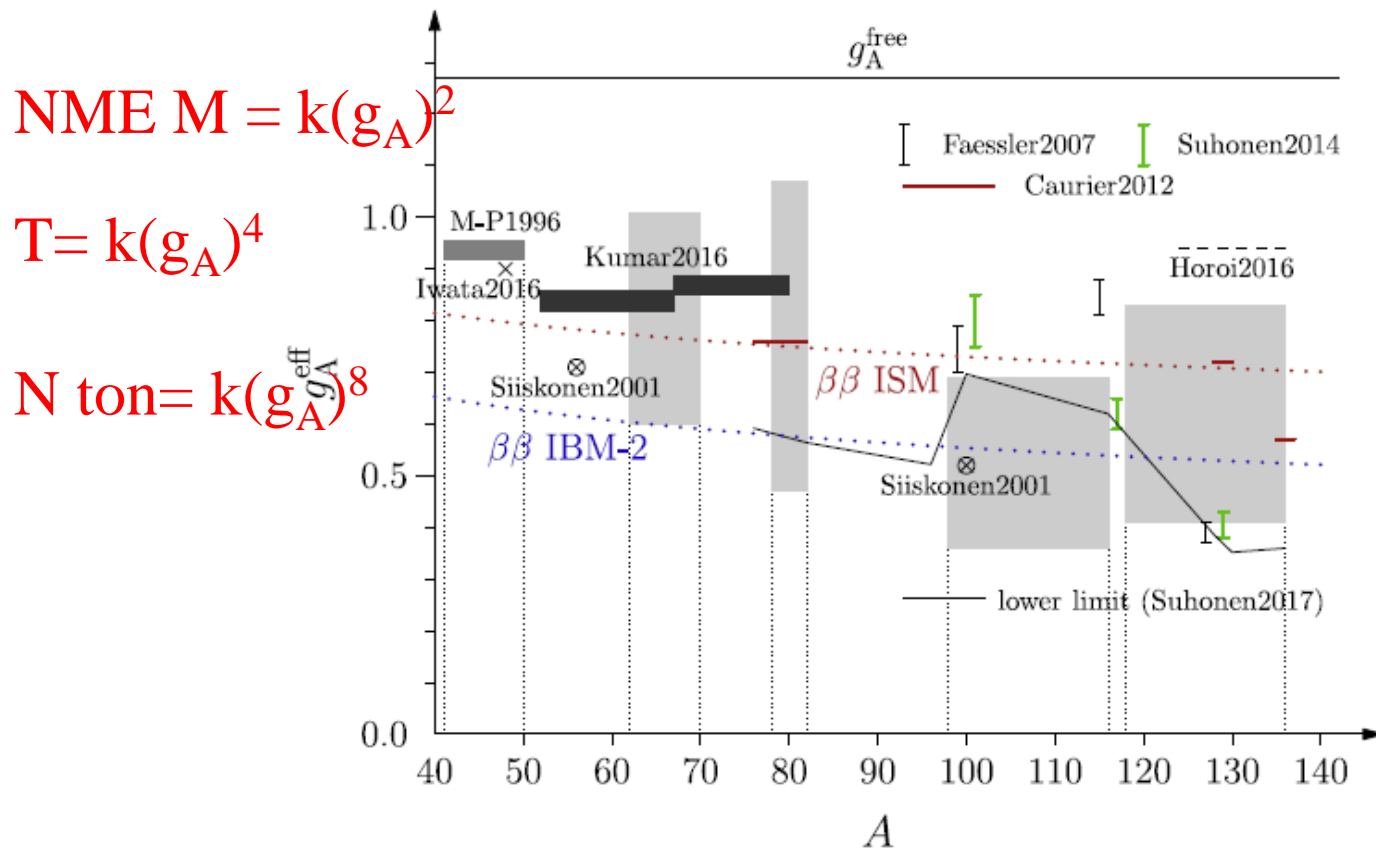 g_A^free
NME M = k(g_A)^2
Faessler2007
Suhonen2014
Caurier2012
T= k(g_A)^4
1.0
M-P1996
Kumar2016
Horoi2016
Iwata2016
g_A^eff
N ton= k(g_A)^8
Siiskonen2001
ββ ISM
ββ IBM-2
0.5
Siiskonen2001
lower limit (Suhonen2017)
0.0
40 50 60 70 80 90 100 110 120 130 140
A